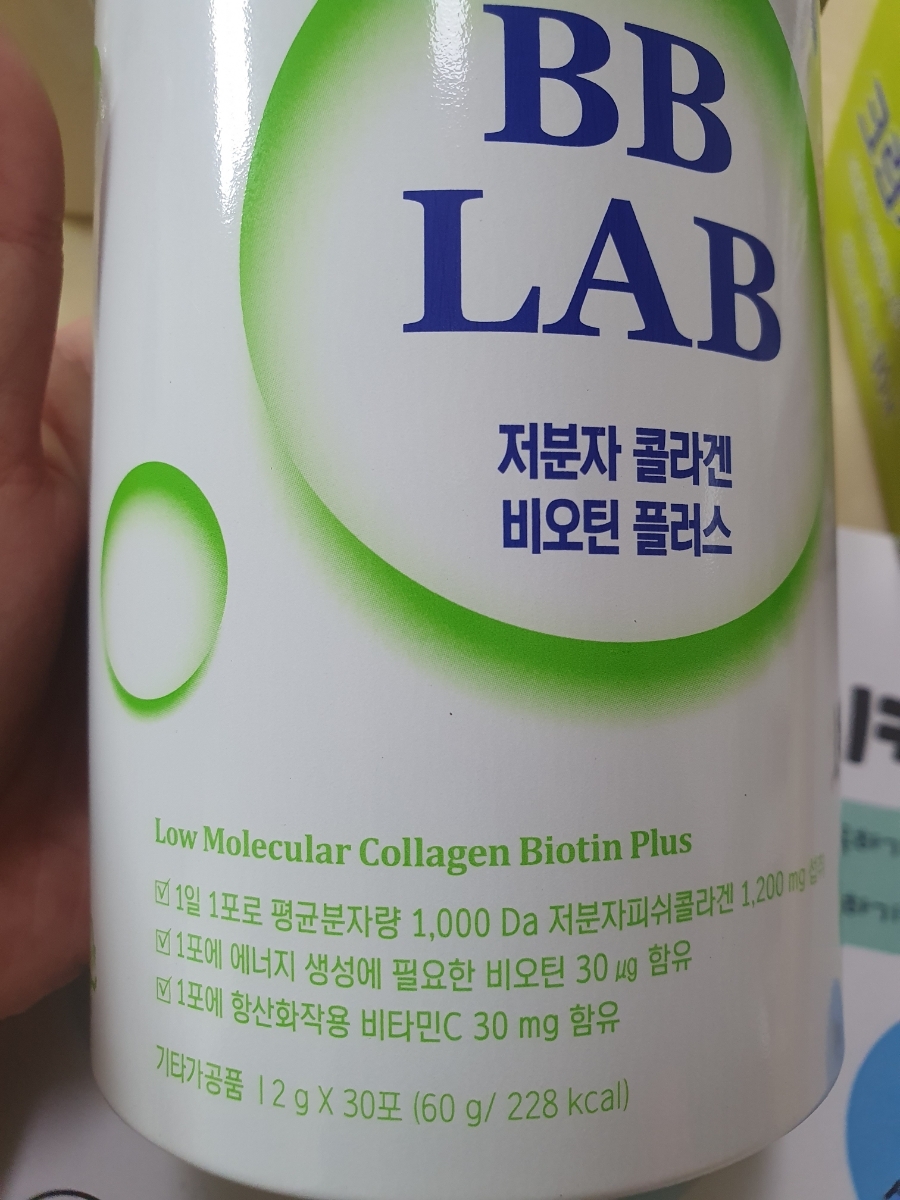 BB
LAB
저분자 콜라겐
비오틴 플러스
Low Molecular Collagen Biotin Plus
☑ 1일 1포로 평균분자량 1,000 Da 저분자피쉬콜라겐 1,200 mg 섭취
☑ 1포에 에너지 생성에 필요한 비오틴 30 ㎍ 함유
☑ 1포에 항산화작용 비타민C 30 mg 함유
기타가공품 | 2 g X 30포 (60 g/ 228 kcal)